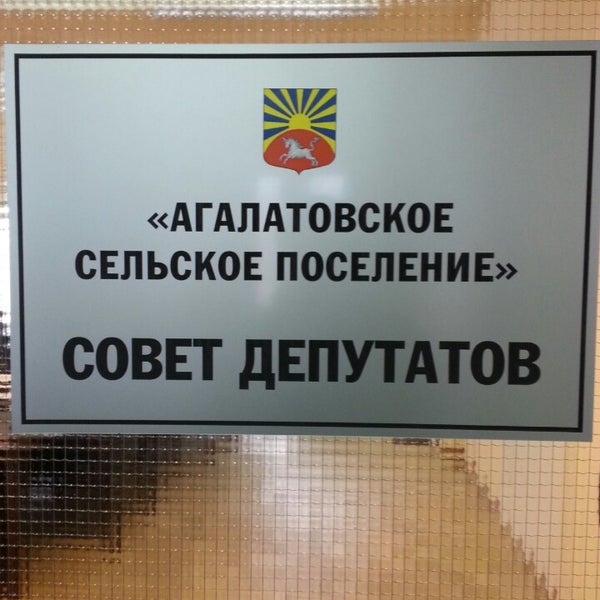 «АГАЛАТОВСКОЕ
СЕЛЬСКОЕ ПОСЕЛЕНИЕ»
СОВЕТ ДЕПУТАТОВ